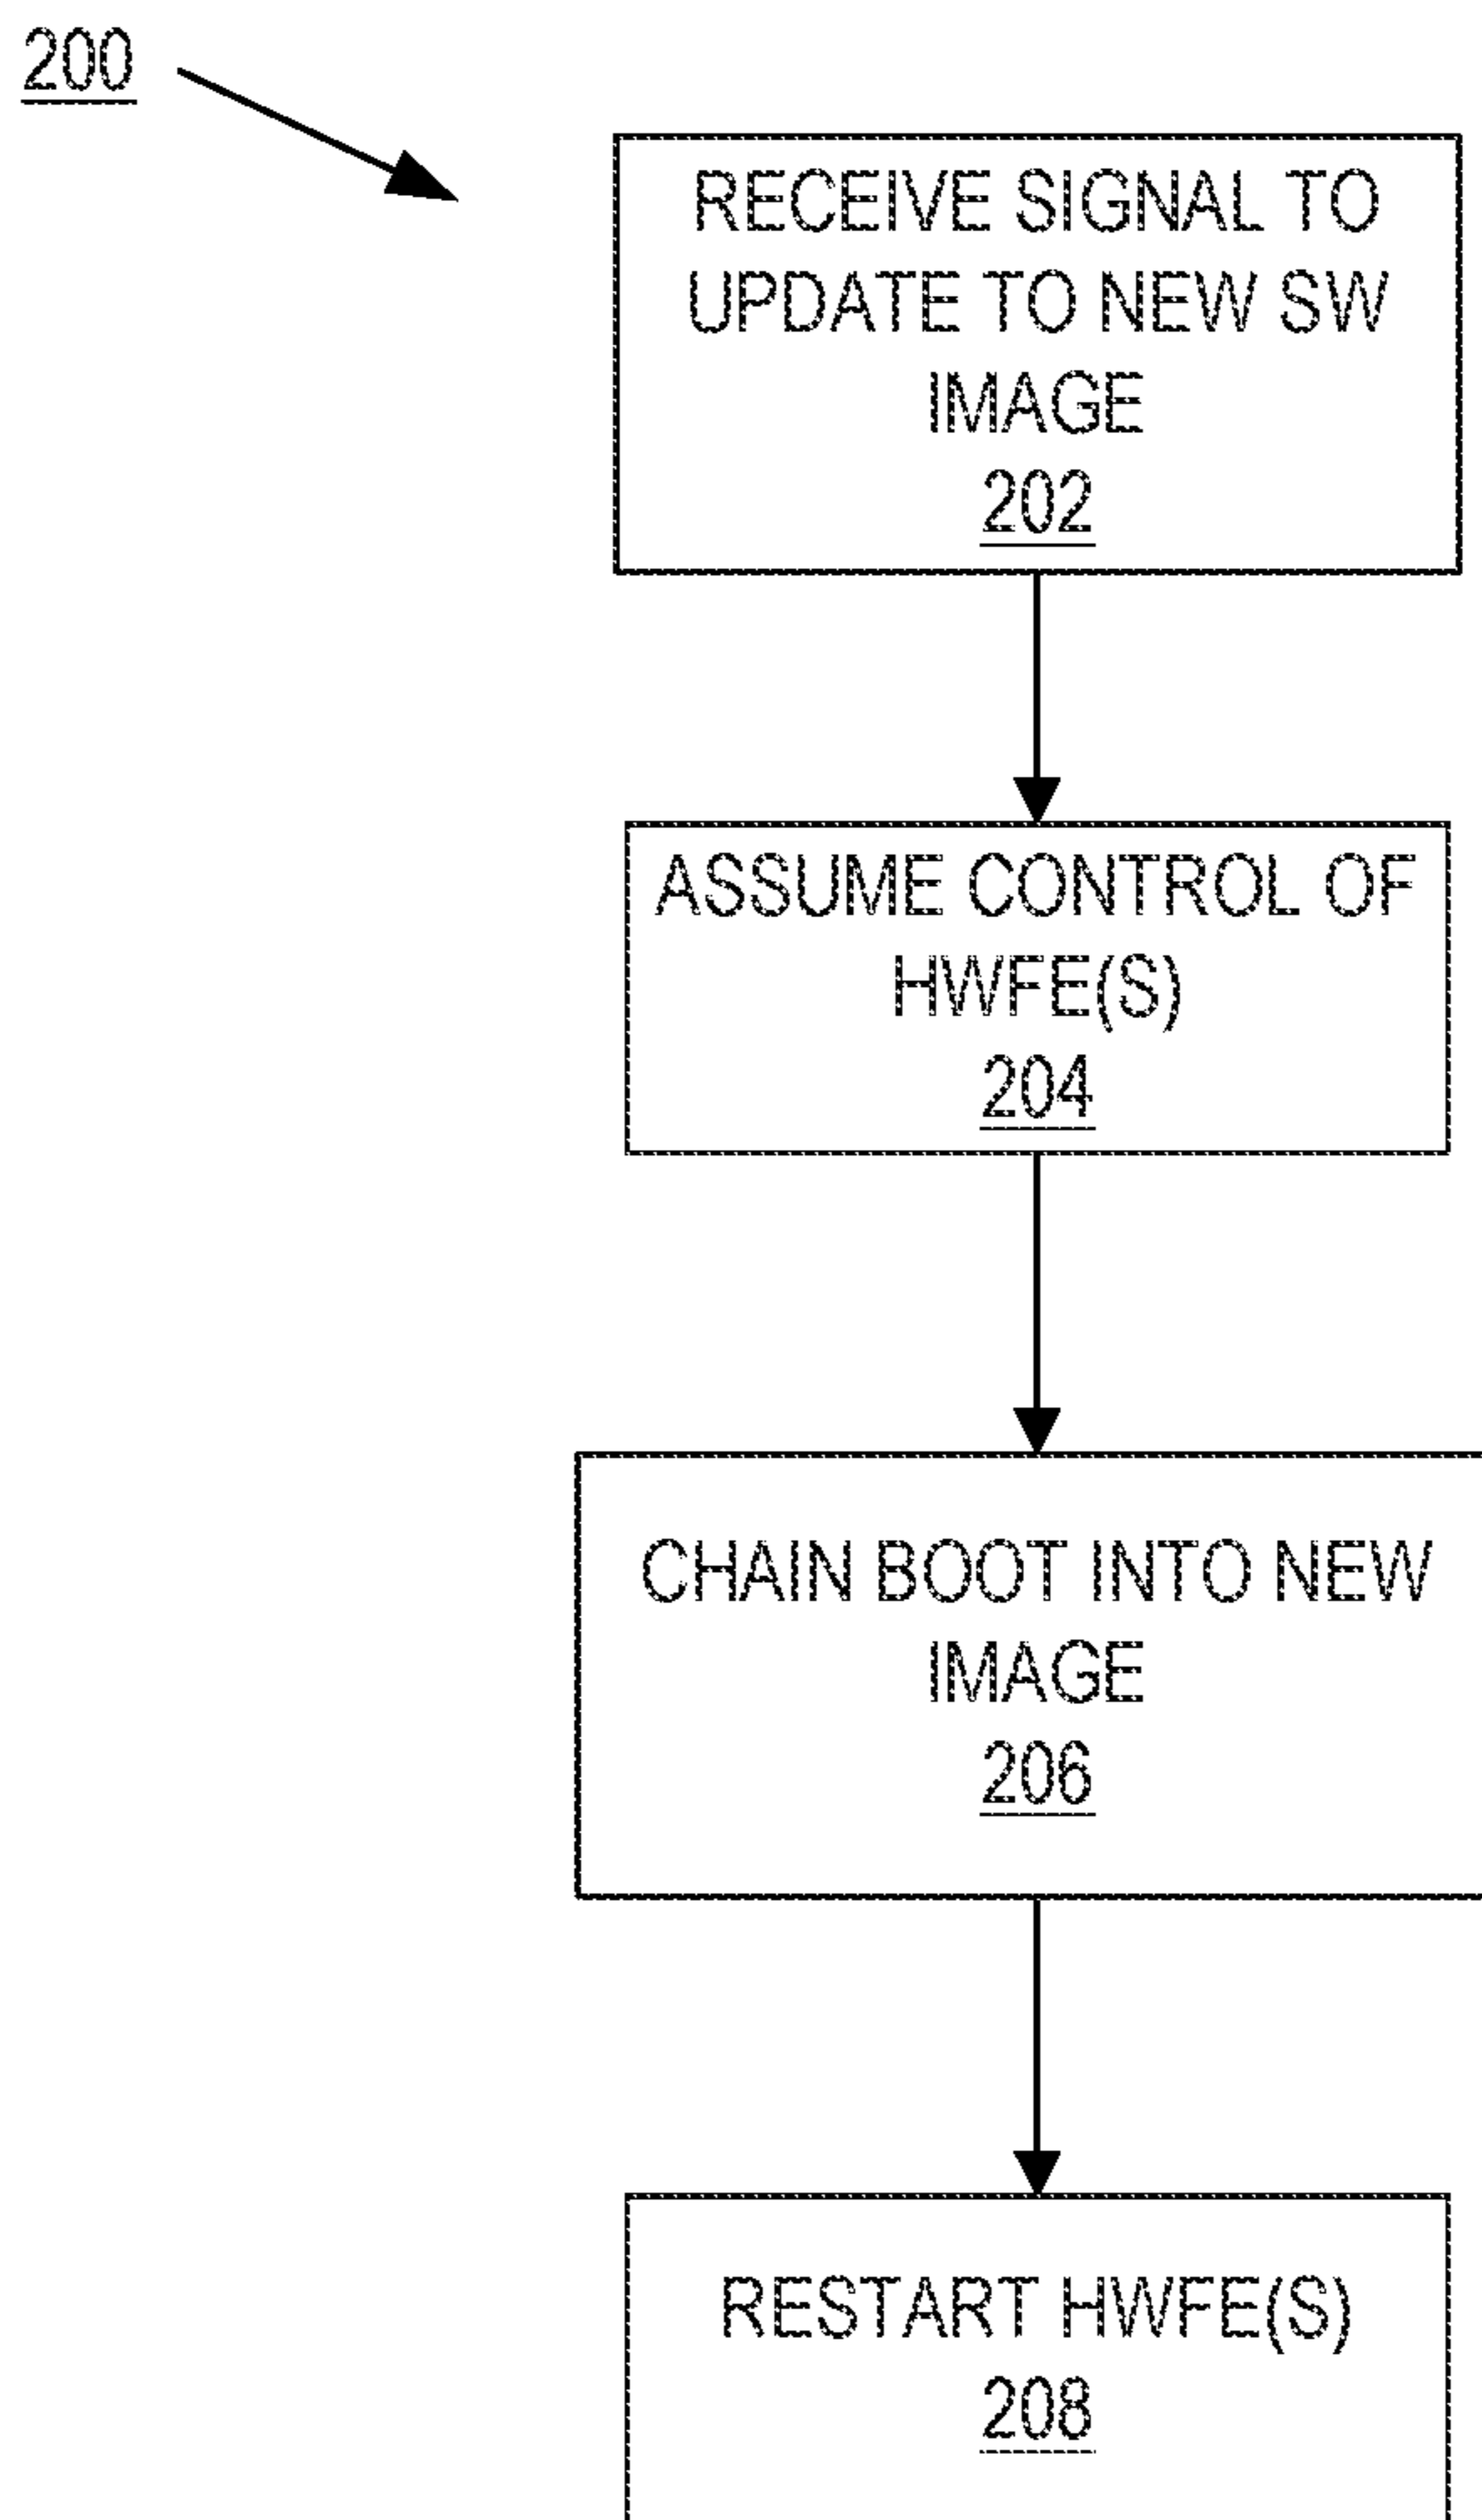 200
RECEIVE SIGNAL TO
UPDATE TO NEW SW
IMAGE
202
ASSUME CONTROL OF
HWFE(S)
204
CHAIN BOOT INTO NEW
IMAGE
206
RESTART HWFE(S)
208